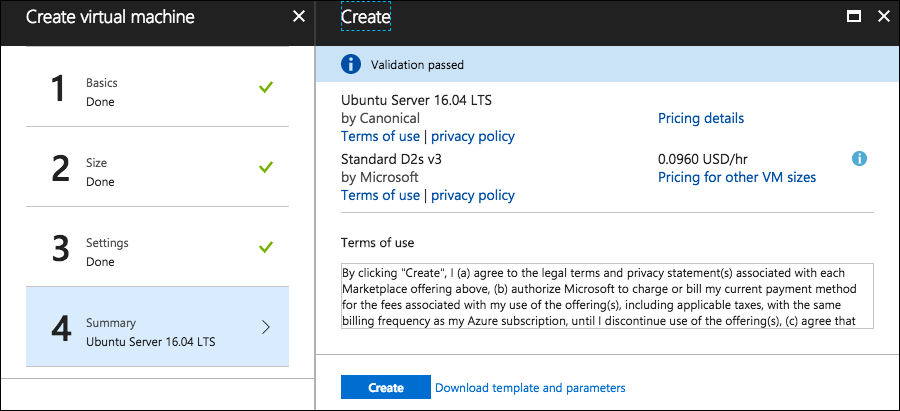 Create virtual machine
1
Basics
Done
2
Size
Done
3
Settings
Done
4
Summary
Ubuntu Server 16.04 LTS
Create
Validation passed
Ubuntu Server 16.04 LTS
by Canonical
Pricing details
Terms of use | privacy policy
Standard D2s v3
0.0960 USD/hr
by Microsoft
Pricing for other VM sizes
Terms of use | privacy policy
Terms of use
By clicking "Create", I (a) agree to the legal terms and privacy statement(s) associated with each
Marketplace offering above, (b) authorize Microsoft to charge or bill my current payment method
for the fees associated with my use of the offering(s), including applicable taxes, with the same
billing frequency as my Azure subscription, until I discontinue use of the offering(s), (c) agree that
Create
Download template and parameters